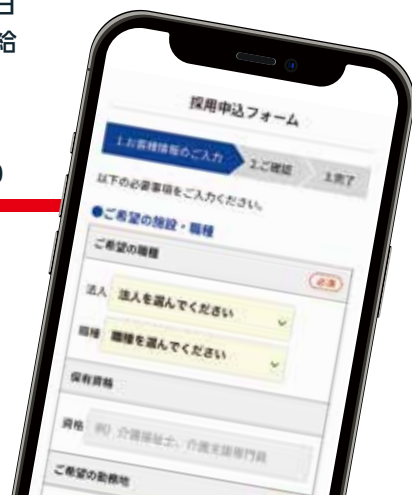 日
給
採用申込フォーム
1.お客様情報のご入力 2.ご確認 3.完了
以下の必要事項をご入力ください。
●ご希望の施設・職種
ご希望の職種 必須
法人 法人を選んでください
職種 職種を選んでください
保有資格
資格 例）介護福祉士、介護支援専門員
ご希望の勤務地